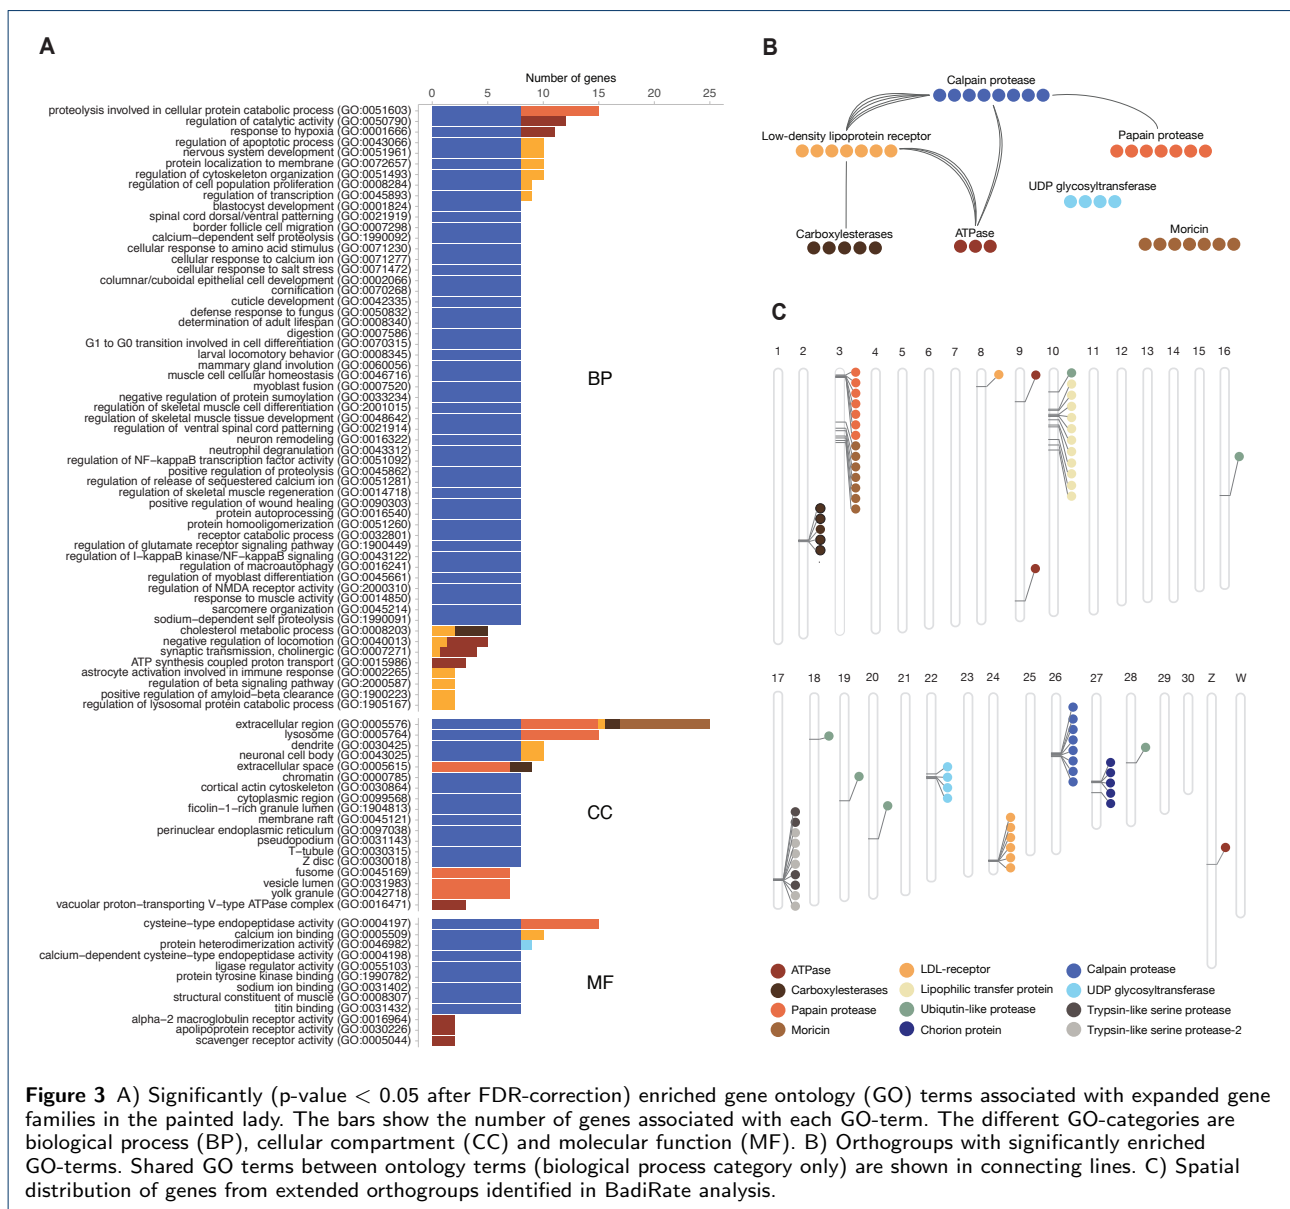 A
Number of genes
0 5 10 15 20 25
proteolysis involved in cellular protein catabolic process (GO:0051603)
regulation of catalytic activity (GO:0050790)
response to hypoxia (GO:0001666)
regulation of apoptotic process (GO:0043066)
nervous system development (GO:0051961)
protein localization to membrane (GO:0072657)
regulation of cytoskeleton organization (GO:0051493)
regulation of cell population proliferation (GO:0008284)
regulation of transcription (GO:0045893)
blastocyst development (GO:0001824)
spinal cord dorsal/ventral patterning (GO:0021919)
border follicle cell migration (GO:0007298)
calcium−dependent self proteolysis (GO:1990092)
cellular response to amino acid stimulus (GO:0071230)
cellular response to calcium ion (GO:0071277)
cellular response to salt stress (GO:0071472)
columnar/cuboidal epithelial cell development (GO:0002066)
cornification (GO:0070268)
cuticle development (GO:0042335)
defense response to fungus (GO:0050832)
determination of adult lifespan (GO:0008340)
digestion (GO:0007586)
G1 to G0 transition involved in cell differentiation (GO:0070315)
larval locomotory behavior (GO:0008345)
mammary gland involution (GO:0060056)
muscle cell cellular homeostasis (GO:0046716)
myoblast fusion (GO:0007520)
negative regulation of protein sumoylation (GO:0033234)
regulation of skeletal muscle cell differentiation (GO:2001015)
regulation of skeletal muscle tissue development (GO:0048642)
regulation of ventral spinal cord patterning (GO:0021914)
neuron remodeling (GO:0016322)
neutrophil degranulation (GO:0043312)
regulation of NF−kappaB transcription factor activity (GO:0051092)
positive regulation of proteolysis (GO:0045862)
regulation of release of sequestered calcium ion (GO:0051281)
regulation of skeletal muscle regeneration (GO:0014718)
positive regulation of wound healing (GO:0090303)
protein autoprocessing (GO:0016540)
protein homooligomerization (GO:0051260)
receptor catabolic process (GO:0032801)
regulation of glutamate receptor signaling pathway (GO:1900449)
regulation of I−kappaB kinase/NF−kappaB signaling (GO:0043122)
regulation of macroautophagy (GO:0016241)
regulation of myoblast differentiation (GO:0045661)
regulation of NMDA receptor activity (GO:2000310)
response to muscle activity (GO:0014850)
sarcomere organization (GO:0045214)
sodium−dependent self proteolysis (GO:1990091)
cholesterol metabolic process (GO:0008203)
negative regulation of locomotion (GO:0040013)
synaptic transmission, cholinergic (GO:0007271)
ATP synthesis coupled proton transport (GO:0015986)
astrocyte activation involved in immune response (GO:0002265)
regulation of beta signaling pathway (GO:2000587)
positive regulation of amyloid−beta clearance (GO:1900223)
regulation of lysosomal protein catabolic process (GO:1905167)
BP
extracellular region (GO:0005576)
lysosome (GO:0005764)
dendrite (GO:0030425)
neuronal cell body (GO:0043025)
extracellular space (GO:0005615)
chromatin (GO:0000785)
cortical actin cytoskeleton (GO:0030864)
cytoplasmic region (GO:0099568)
ficolin−1−rich granule lumen (GO:1904813)
membrane raft (GO:0045121)
perinuclear endoplasmic reticulum (GO:0097038)
pseudopodium (GO:0031143)
T−tubule (GO:0030315)
Z disc (GO:0030018)
fusome (GO:0045169)
vesicle lumen (GO:0031983)
yolk granule (GO:0042718)
vacuolar proton−transporting V−type ATPase complex (GO:0016471)
CC
cysteine−type endopeptidase activity (GO:0004197)
calcium ion binding (GO:0005509)
protein heterodimerization activity (GO:0046982)
calcium−dependent cysteine−type endopeptidase activity (GO:0004198)
ligase regulator activity (GO:0055103)
protein tyrosine kinase binding (GO:1990782)
sodium ion binding (GO:0031402)
structural constituent of muscle (GO:0008307)
titin binding (GO:0031432)
alpha−2 macroglobulin receptor activity (GO:0016964)
apolipoprotein receptor activity (GO:0030226)
scavenger receptor activity (GO:0005044)
MF
B
Calpain protease
Low-density lipoprotein receptor
Papain protease
UDP glycosyltransferase
Carboxylesterases
ATPase
Moricin
C
1 2 3 4 5 6 7 8 9 10 11 12 13 14 15 16
17 18 19 20 21 22 23 24 25 26 27 28 29 30 Z W
ATPase
Carboxylesterases
Papain protease
Moricin
LDL-receptor
Lipophilic transfer protein
Ubiqutin-like protease
Chorion protein
Calpain protease
UDP glycosyltransferase
Trypsin-like serine protease
Trypsin-like serine protease-2
Figure 3 A) Significantly (p-value < 0.05 after FDR-correction) enriched gene ontology (GO) terms associated with expanded gene
families in the painted lady. The bars show the number of genes associated with each GO-term. The different GO-categories are
biological process (BP), cellular compartment (CC) and molecular function (MF). B) Orthogroups with significantly enriched
GO-terms. Shared GO terms between ontology terms (biological process category only) are shown in connecting lines. C) Spatial
distribution of genes from extended orthogroups identified in BadiRate analysis.